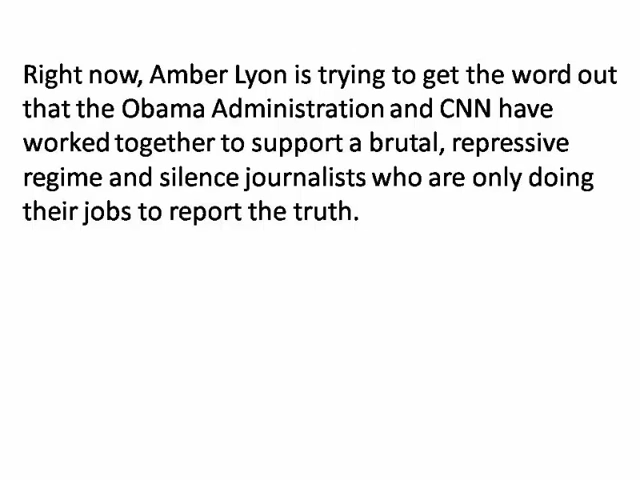 Right now, Amber Lyon is trying to get the word out
that the Obama Administration and CNN have
worked together to support a brutal, repressive
regime and silence journalists who are only doing
their jobs to report the truth.